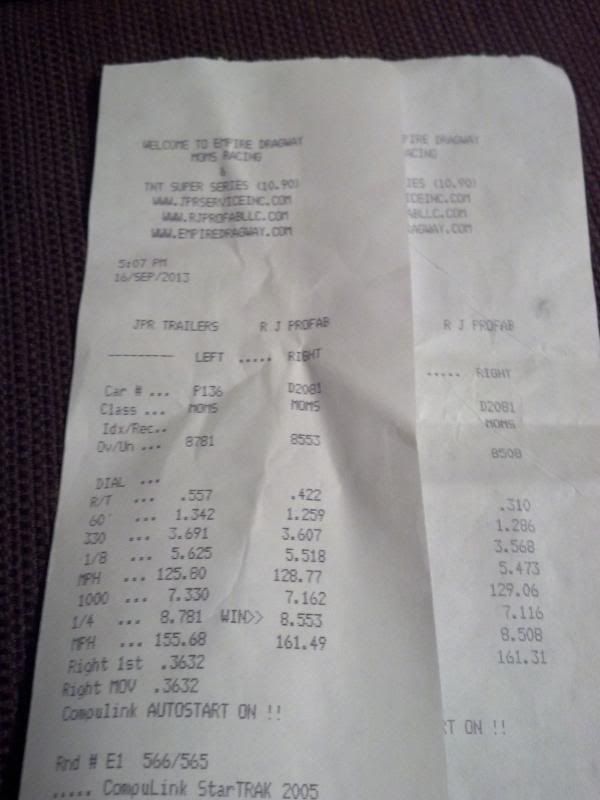 WELCOME TO EMPIRE DRAGWAY
MOMS RACING
&
TNT SUPER SERIES (10.90)
WWW.JPRSERVICEINC.COM
WWW.RJPROFABLLC.COM
WWW.EMPIREDRAGWAY.COM
5:07 PM
16/SEP/2013
JPR TRAILERS R J PROFAB
--------- LEFT ..... RIGHT
Car # ... P136 D2081
Class ... MOMS MOMS
Idx/Rec..
Ov/Un ... 8781 8553
DIAL ...
R/T ... .557 .422
60' ... 1.342 1.259
330 ... 3.691 3.607
1/8 ... 5.625 5.518
MPH ... 125.80 128.77
1000 ... 7.330 7.162
1/4 ... 8.781 WIN>> 8.553
MPH ... 155.68 161.49
Right 1st .3632
Right MOV .3632
Compulink AUTOSTART ON !!
Rnd # E1 566/565
..... CompuLink StarTRAK 2005
PIRE DRAGWAY
ACING
IES (10.90)
ICEINC.COM
ABLLC.COM
AGWAY.COM
R J PROFAB
..... RIGHT
D2081
MOMS
8508
.310
1.286
3.568
5.473
129.06
7.116
8.508
161.31
RT ON !!